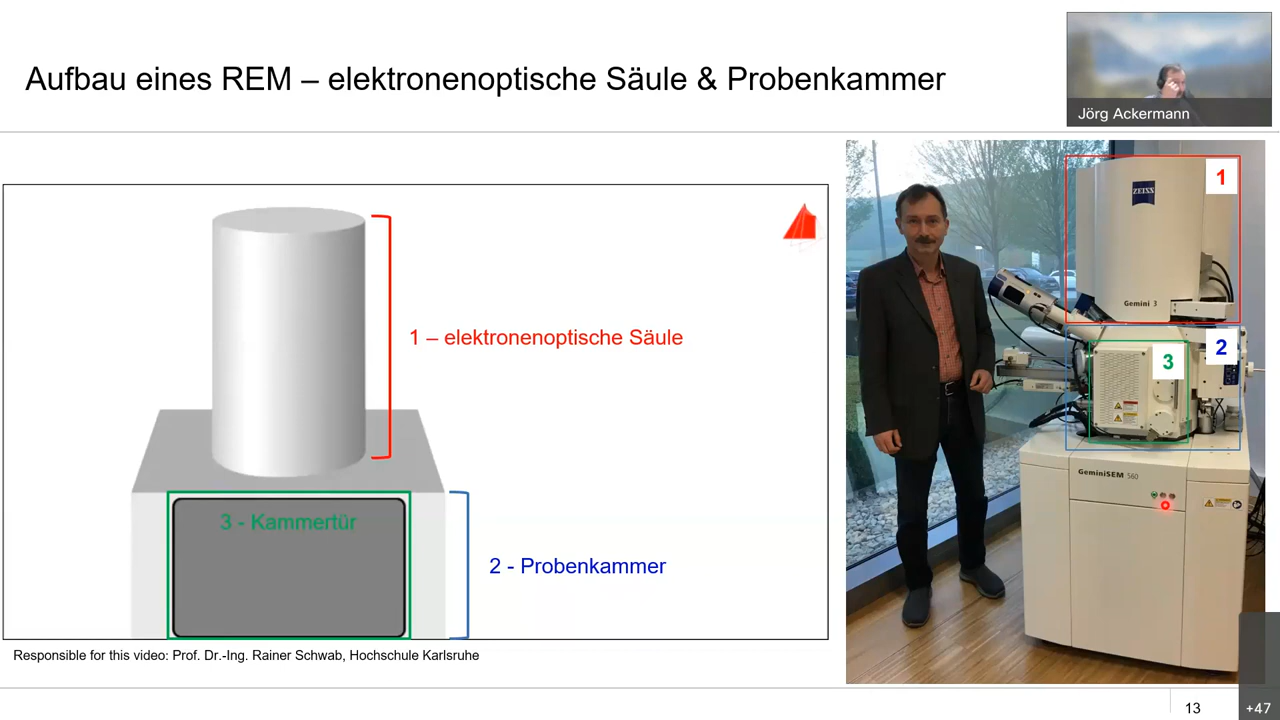 Aufbau eines REM – elektronenoptische Säule & Probenkammer
Jörg Ackermann
1 – elektronenoptische Säule
3 - Kammertür
2 - Probenkammer
Responsible for this video: Prof. Dr.-Ing. Rainer Schwab, Hochschule Karlsruhe
1
ZEISS
Gemini 3
2
3
GeminiSEM 560
13
+47